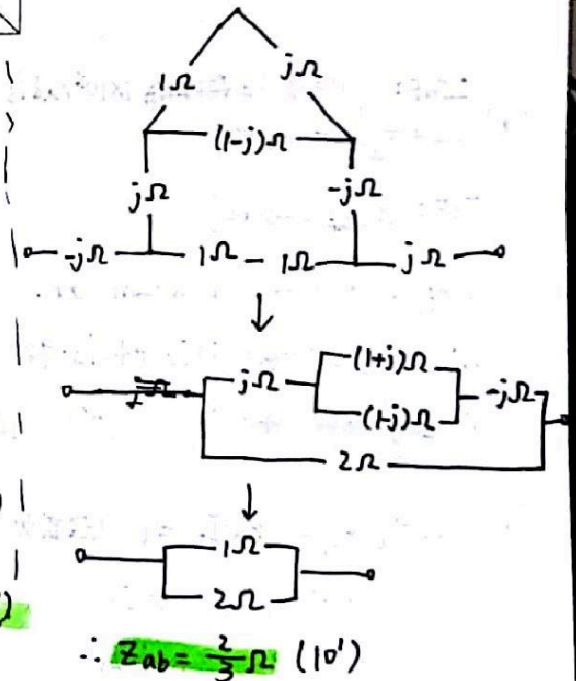 1Ω jΩ
(1-j)Ω
jΩ -jΩ
-jΩ 1Ω 1Ω jΩ
↓
(1+j)Ω
jΩ -jΩ
(1-j)Ω
2Ω
↓
1Ω
2Ω
∴ Zab = 2/3 Ω (10')